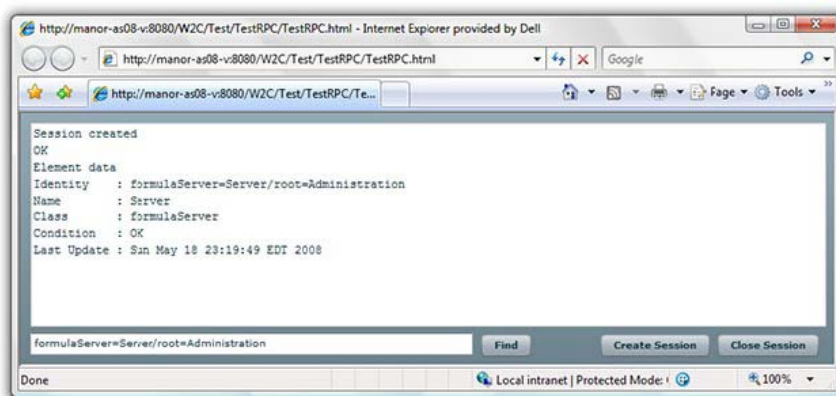 http://manor-as08-v:8080/W2C/Test/TestRPC/TestRPC.html - Internet Explorer provided by Dell
http://manor-as08-v:8080/W2C/Test/TestRPC/TestRPC.html
Google
http://manor-as08-v:8080/W2C/Test/TestRPC/Te...
Page Tools
Session created
OK
Element data
Identity : formulaServer=Server/root=Administration
Name : Server
Class : formulaServer
Condition : OK
Last Update : Sun May 18 23:19:49 EDT 2008
formulaServer=Server/root=Administration
Find
Create Session
Close Session
Done
Local intranet | Protected Mode:
100%